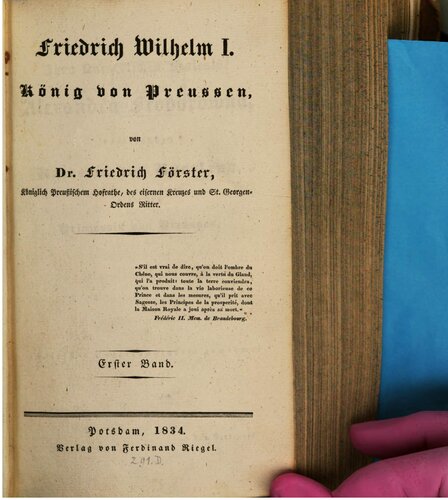 Friedrich Wilhelm I.
König von Preussen,
von
Dr. Friedrich Förster,
Königlich Preußischem Hofrathe, des eisernen Kreuzes und St. Georgen-
Ordens Ritter.
»S'il est vrai de dire, qu'on doit l'ombre du
Chêne, qui nous couvre, à la vertu du Gland,
qui l'a produit: toute la terre conviendra,
qu'on trouve dans la vie laborieuse de ce
Prince et dans les mesures, qu'il prit avec
Sagesse, les Principes de la prosperité, dont
la Maison Royale a joui après sa mort.«
Frédéric II. Mem. de Brandebourg.
Erster Band.
Potsdam, 1834.
Verlag von Ferdinand Riegel.
291.D.